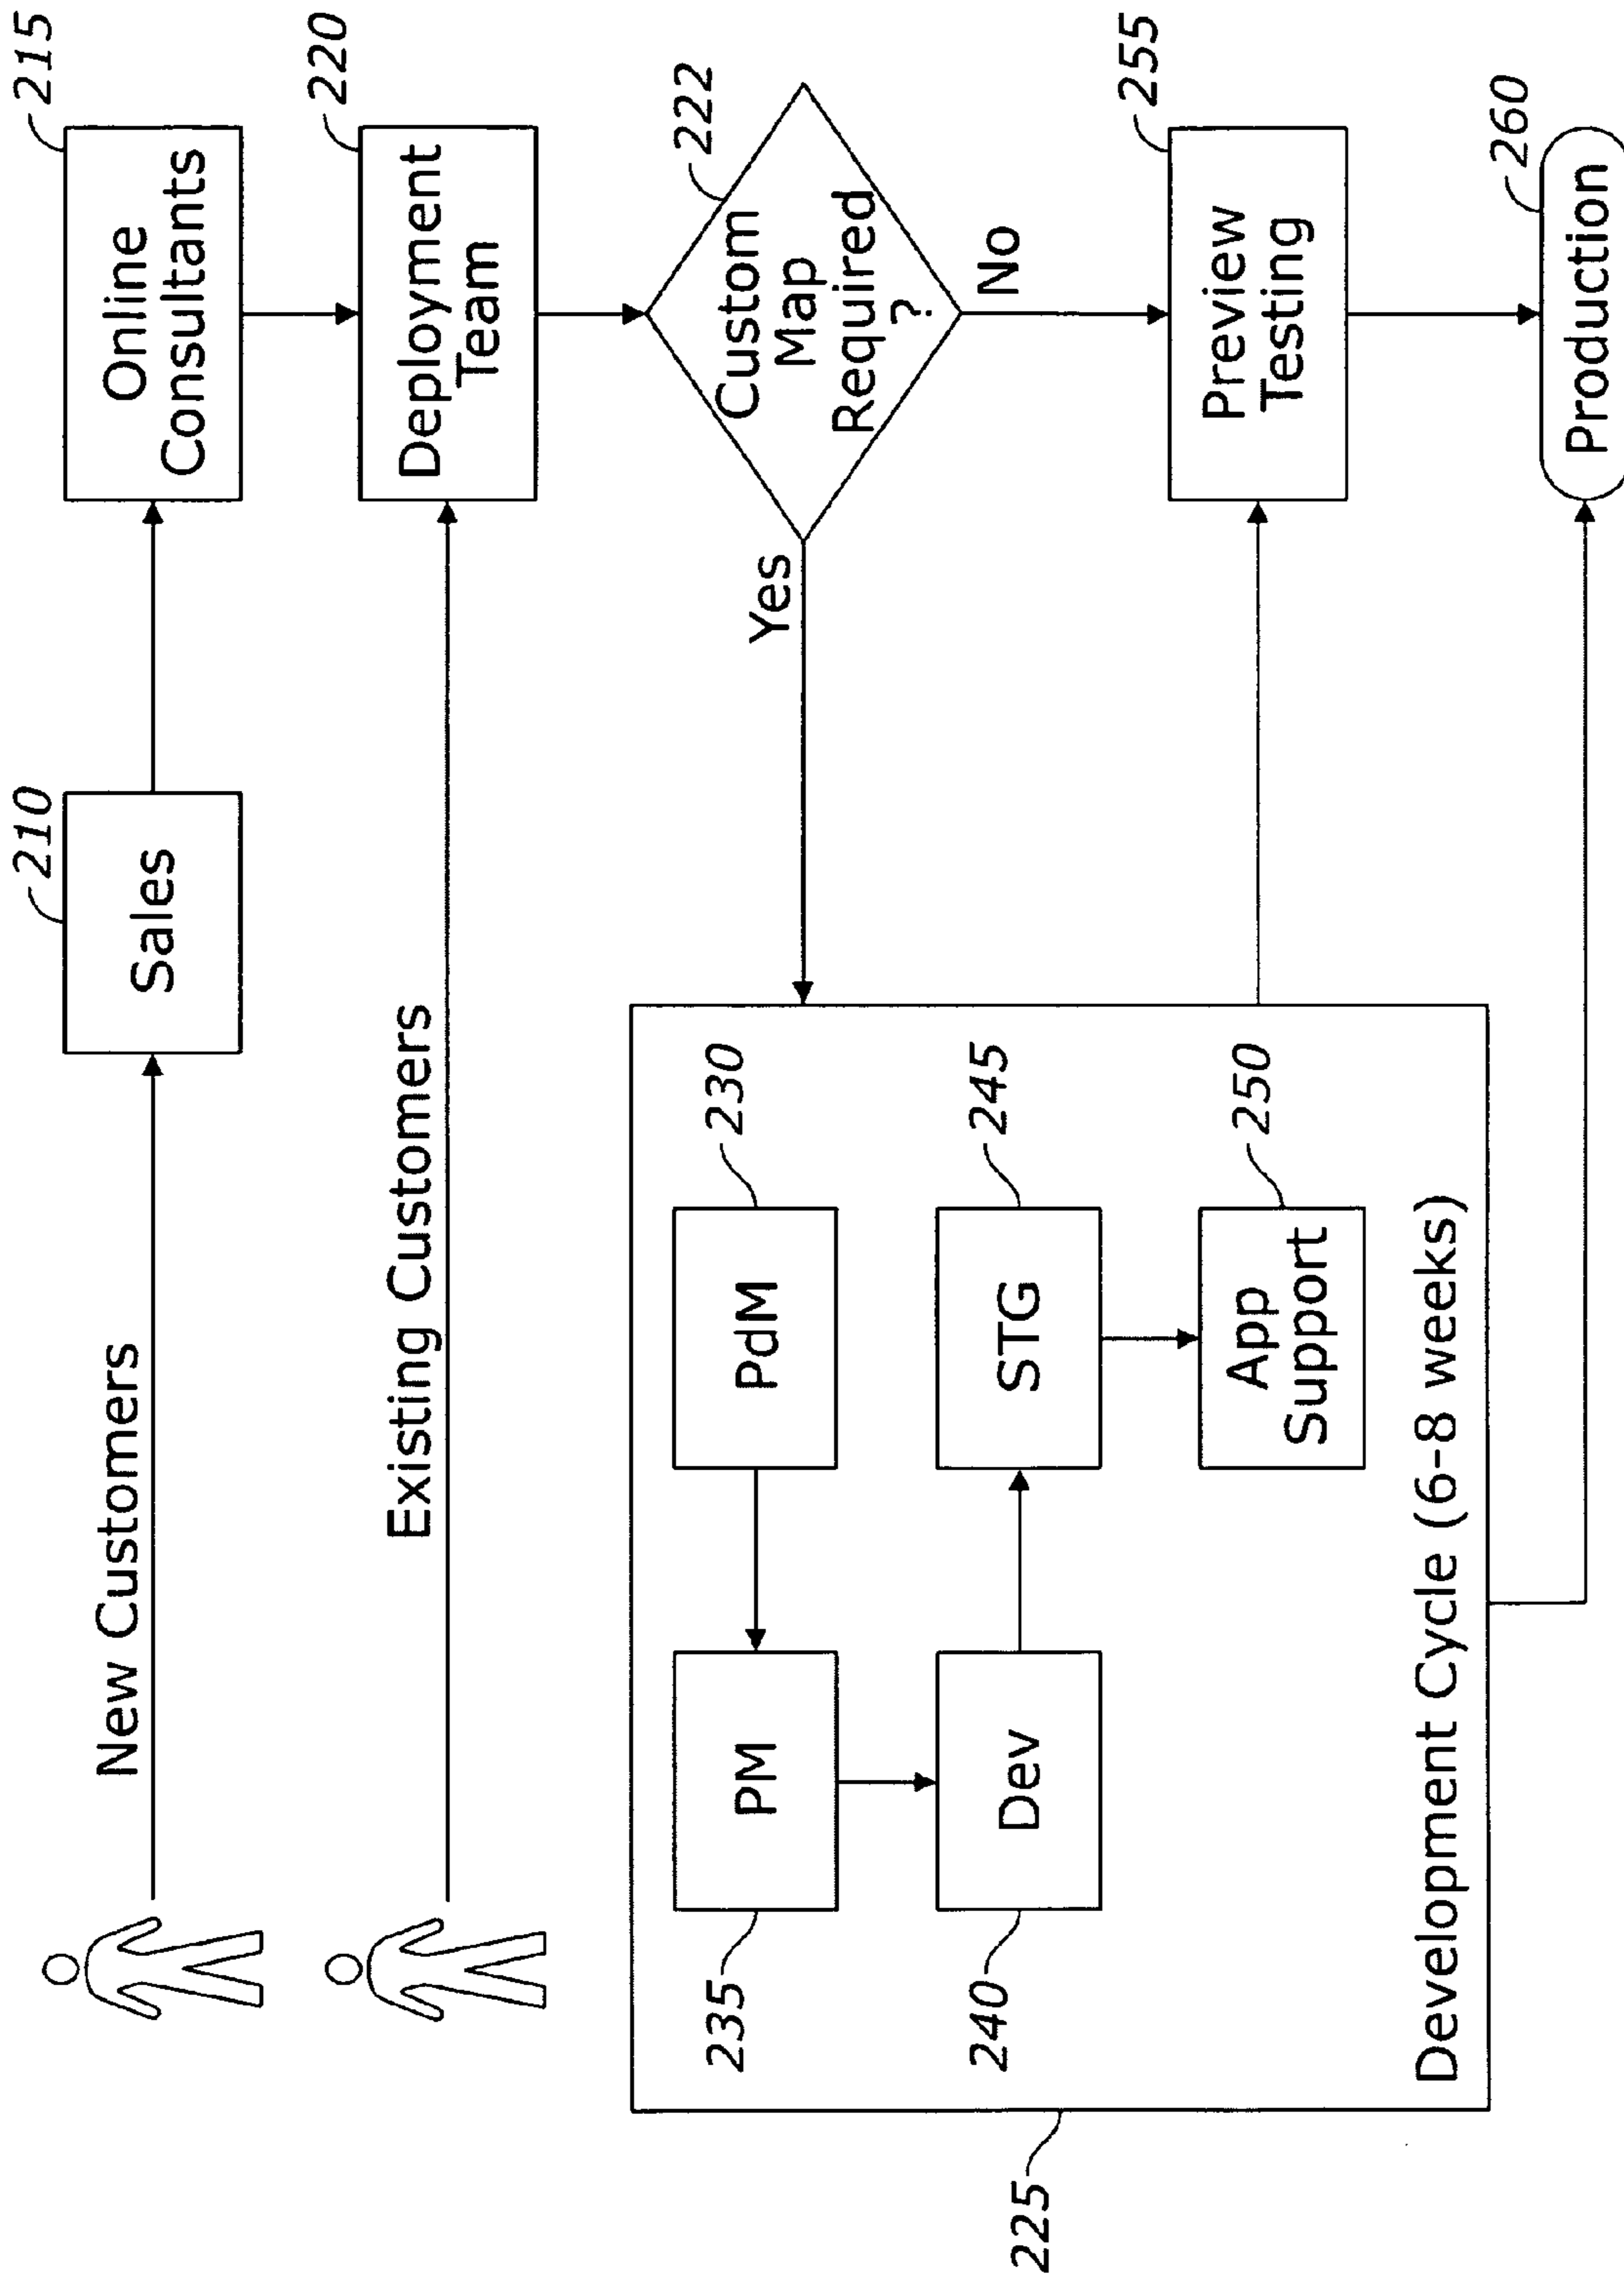 215
210
New Customers
Sales
Online
Consultants
220
Existing Customers
Deployment
Team
222
Custom
Map
Required
?
Yes
No
225
230
235
PdM
PM
240
245
Dev
STG
250
App
Support
Development Cycle (6-8 weeks)
255
Preview
Testing
260
Production